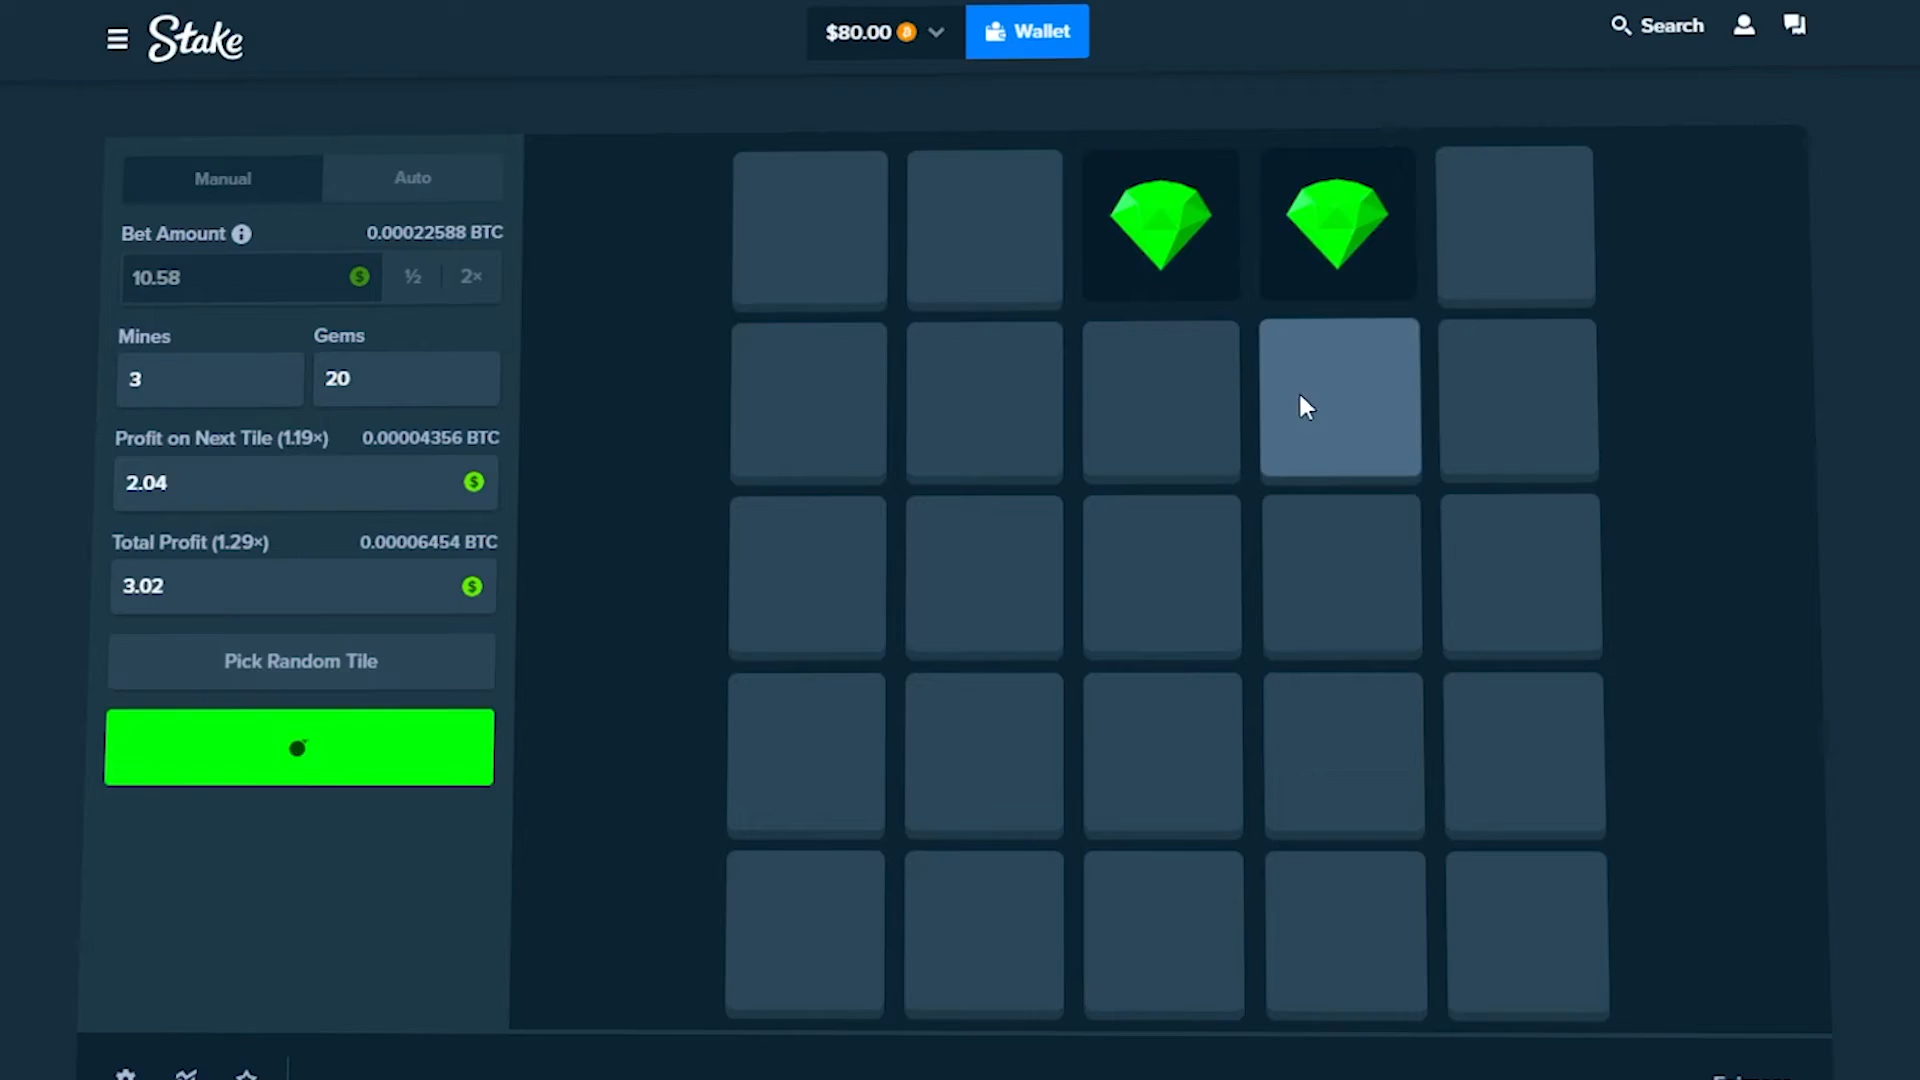 Stake
$80.00
Wallet
Search
Manual
Auto
Bet Amount
0.00022588 BTC
10.58
½
2×
Mines
Gems
3
20
Profit on Next Tile (1.19×)
0.00004356 BTC
2.04
Total Profit (1.29×)
0.00006454 BTC
3.02
Pick Random Tile